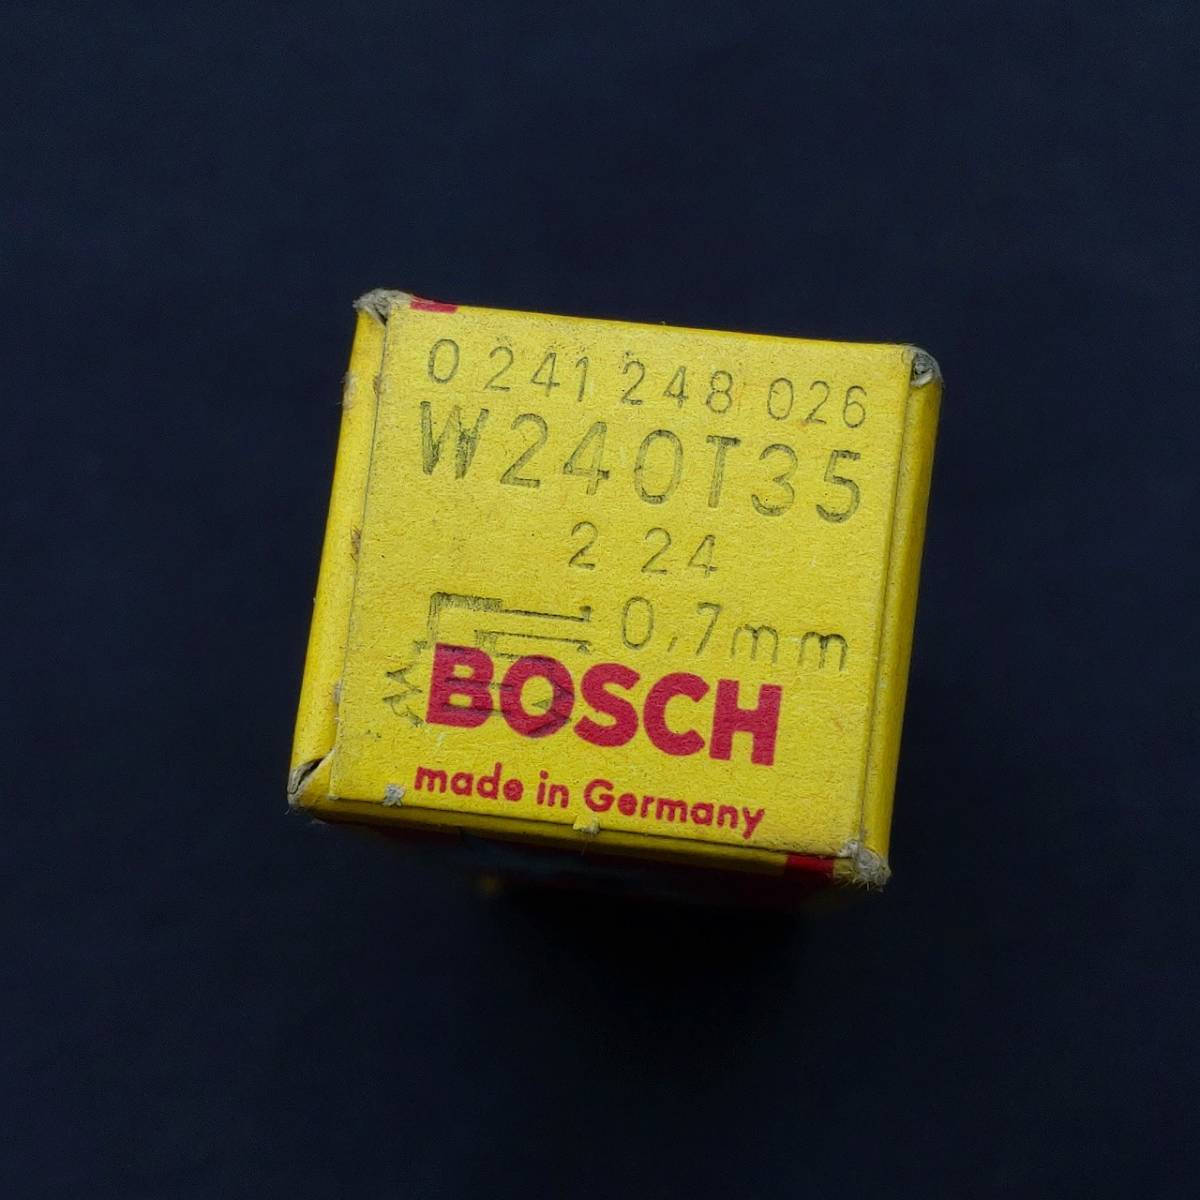 0 241 248 026
W240T35
2 24
0,7mm
BOSCH
made in Germany